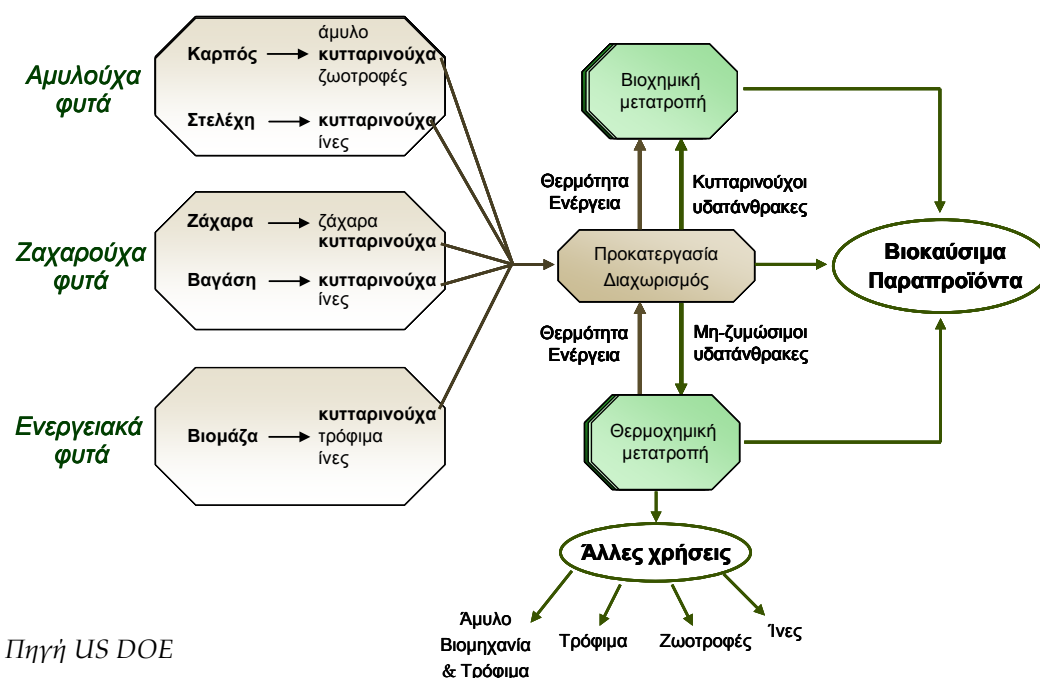 Αμυλούχα
φυτά
Καρπός
άμυλο
κυτταρινούχα
ζωοτροφές
Στελέχη
κυτταρινούχα
ίνες
Ζαχαρούχα
φυτά
Ζάχαρα
ζάχαρα
κυτταρινούχα
Βαγάση
κυτταρινούχα
ίνες
Ενεργειακά
φυτά
Βιομάζα
κυτταρινούχα
τρόφιμα
ίνες
Βιοχημική
μετατροπή
Θερμότητα
Ενέργεια
Κυτταρινούχοι
υδατάνθρακες
Προκατεργασία
Διαχωρισμός
Βιοκαύσιμα
Παραπροϊόντα
Θερμότητα
Ενέργεια
Μη-ζυμώσιμοι
υδατάνθρακες
Θερμοχημική
μετατροπή
Άλλες χρήσεις
Άμυλο
Βιομηχανία
& Τρόφιμα
Τρόφιμα
Ζωοτροφές
Ίνες
Πηγή US DOE